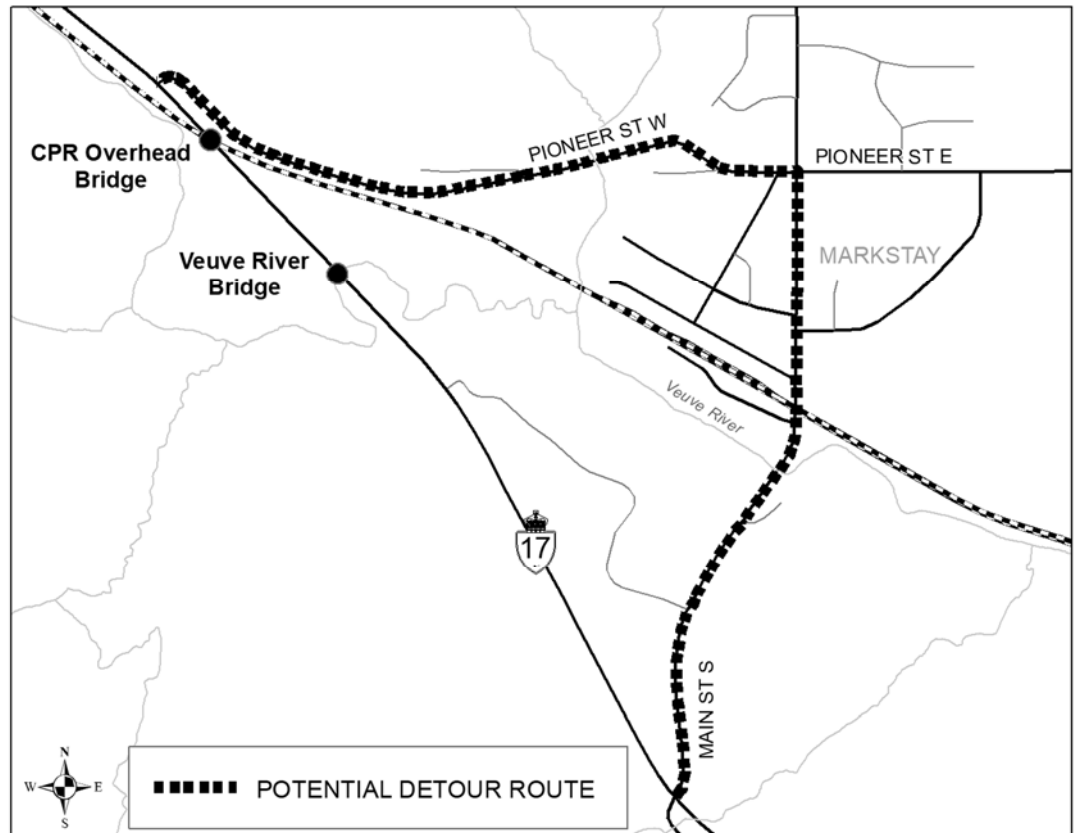 PIONEER ST W
CPR Overhead
Bridge
PIONEER ST E
Veuve River
Bridge
MARKSTAY
Veuve River
17
MAIN ST S
N
W
E
S
POTENTIAL DETOUR ROUTE